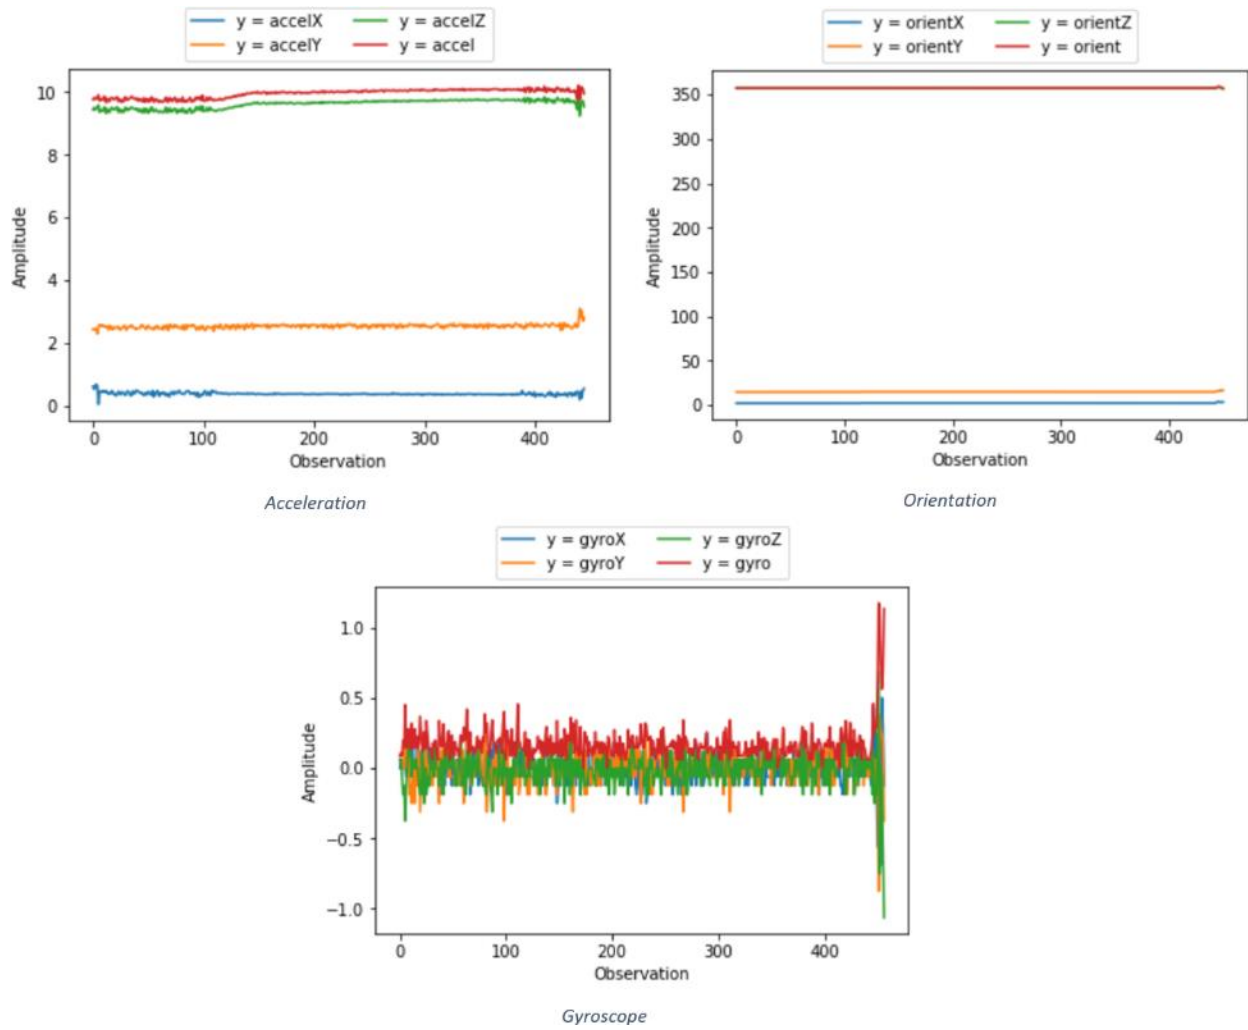 y = accelX y = accelZ
y = accelY y = accel
10
8
6
4
2
0
Amplitude
0 100 200 300 400
Observation
Acceleration
y = orientX y = orientZ
y = orientY y = orient
350
300
250
200
150
100
50
0
Amplitude
0 100 200 300 400
Observation
Orientation
y = gyroX y = gyroZ
y = gyroY y = gyro
1.0
0.5
0.0
−0.5
−1.0
Amplitude
0 100 200 300 400
Observation
Gyroscope